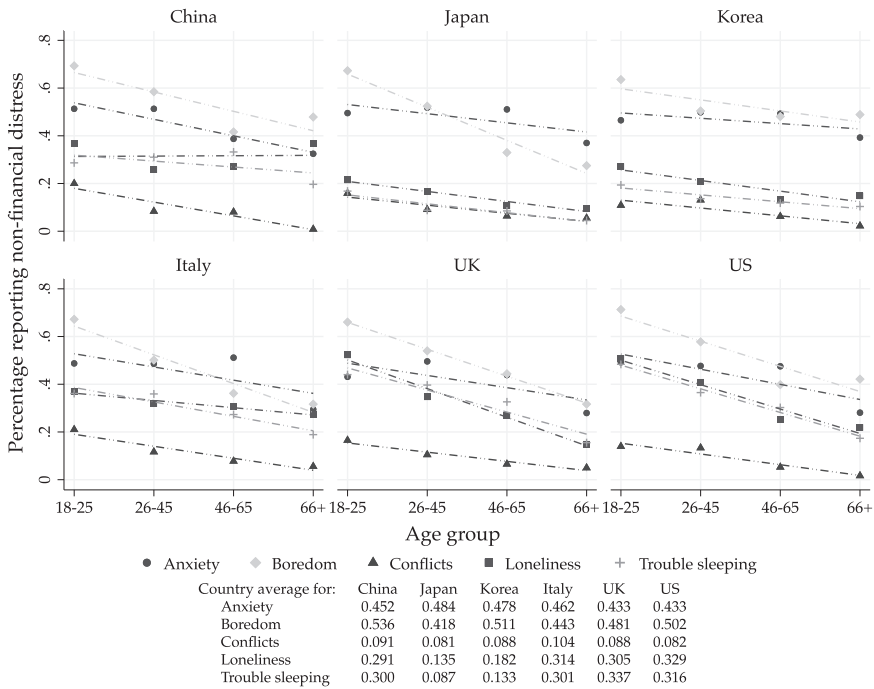 China Japan Korea
.8
.6
.4
.2
0
Percentage reporting non-financial distress
Italy UK US
.8
.6
.4
.2
0
18-25 26-45 46-65 66+ 18-25 26-45 46-65 66+ 18-25 26-45 46-65 66+
Age group
Anxiety Boredom Conflicts Loneliness Trouble sleeping
Country average for: China Japan Korea Italy UK US
Anxiety 0.452 0.484 0.478 0.462 0.433 0.433
Boredom 0.536 0.418 0.511 0.443 0.481 0.502
Conflicts 0.091 0.081 0.088 0.104 0.088 0.082
Loneliness 0.291 0.135 0.182 0.314 0.305 0.329
Trouble sleeping 0.300 0.087 0.133 0.301 0.337 0.316